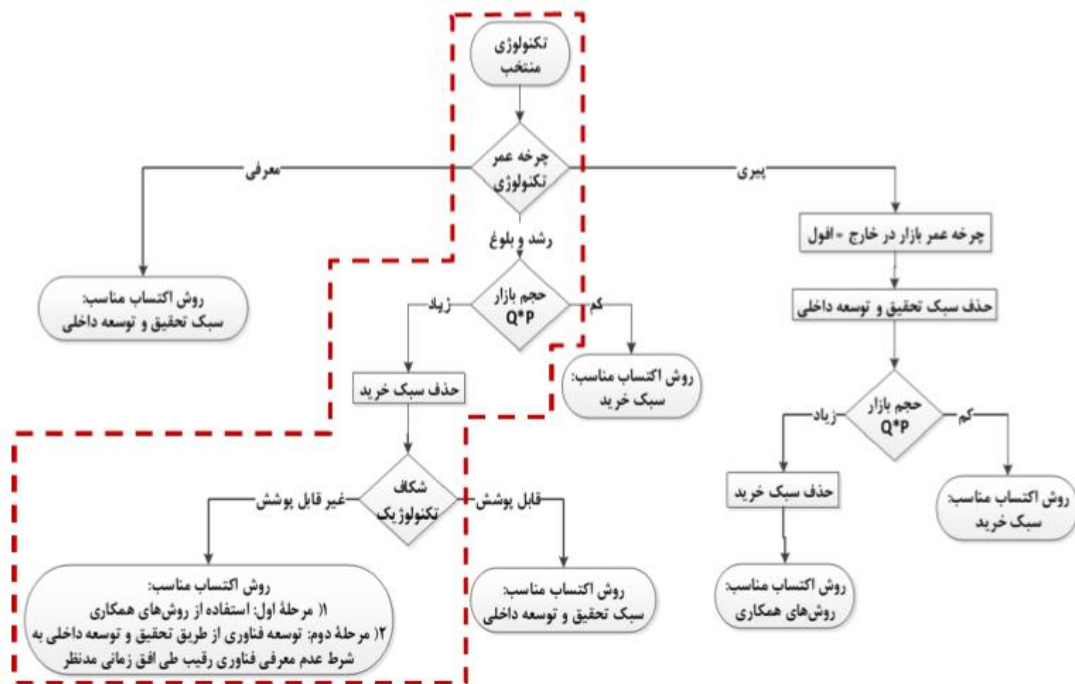 تکنولوژی
منتخب
چرخه عمر
تکنولوژی
معرفی
پیری
رشد و بلوغ
چرخه عمر بازار در خارج = افول
روش اکتساب مناسب:
سبک تحقیق و توسعه داخلی
حجم بازار
Q*P
زیاد
کم
حذف سبک تحقیق و توسعه داخلی
روش اکتساب مناسب:
سبک خرید
حذف سبک خرید
حجم بازار
Q*P
زیاد
کم
شکاف
تکنولوژیک
غیر قابل پوشش
قابل پوشش
حذف سبک خرید
روش اکتساب مناسب:
سبک خرید
روش اکتساب مناسب:
۱( مرحلهٔ اول: استفاده از روش‌های همکاری
۲( مرحلهٔ دوم: توسعه فناوری از طریق تحقیق و توسعه داخلی به
شرط عدم معرفی فناوری رقیب طی افق زمانی مدنظر
روش اکتساب مناسب:
سبک تحقیق و توسعه داخلی
روش اکتساب مناسب:
روش‌های همکاری